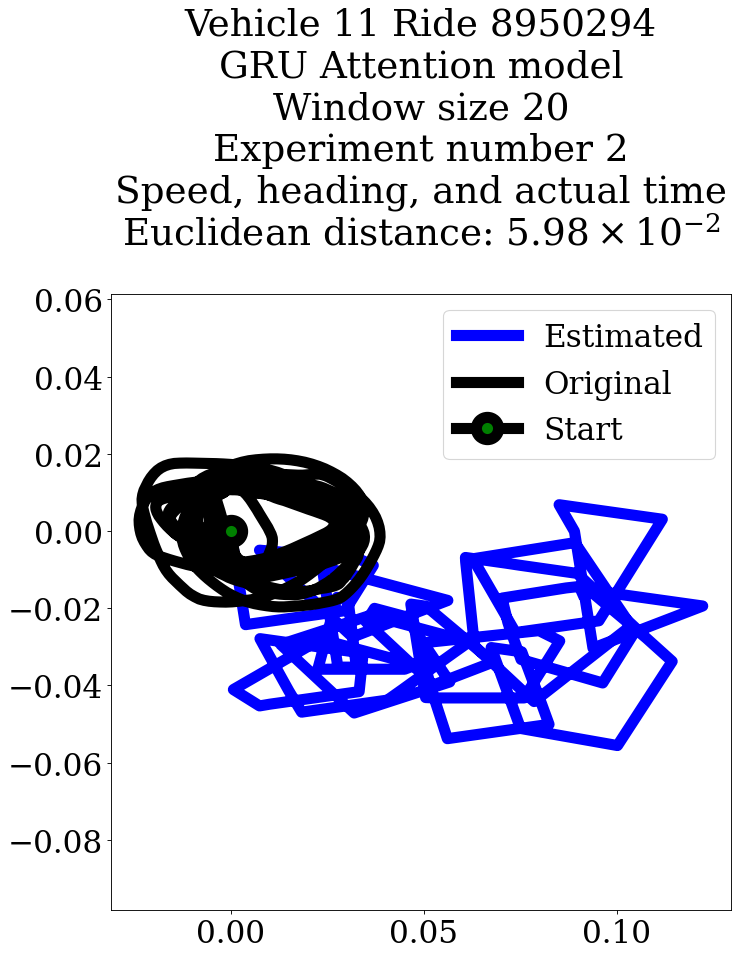 Vehicle 11 Ride 8950294
GRU Attention model
Window size 20
Experiment number 2
Speed, heading, and actual time
Euclidean distance: 5.98 × 10⁻²
0.06
0.04
0.02
0.00
−0.02
−0.04
−0.06
−0.08
Estimated
Original
Start
0.00 0.05 0.10